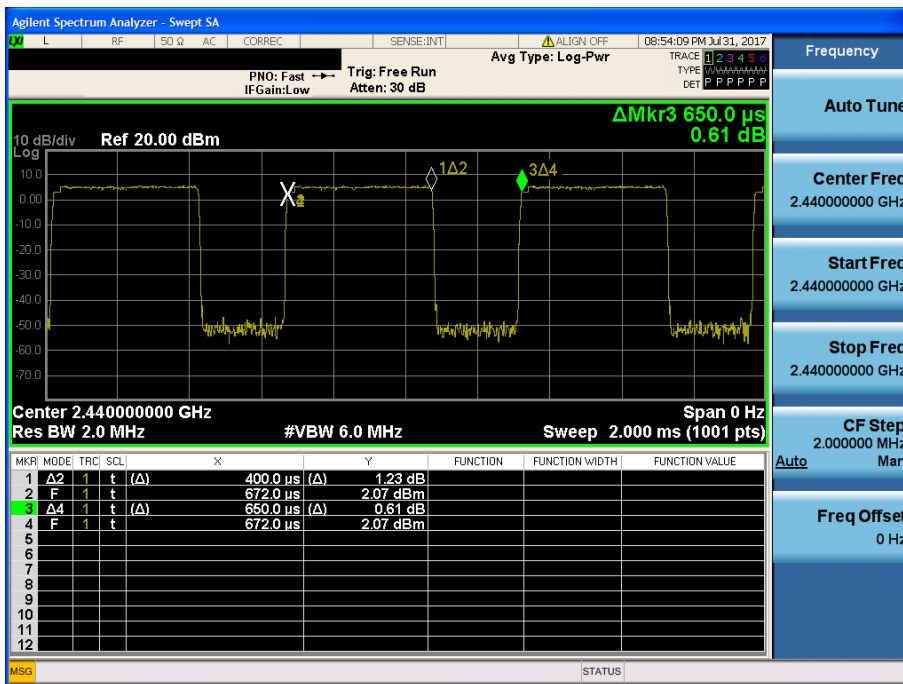 Agilent Spectrum Analyzer - Swept SA
LXI L RF 50 Ω AC CORREC SENSE:INT ALIGN OFF 08:54:09 PM Jul 31, 2017
Frequency
PNO: Fast
IFGain:Low
Trig: Free Run
Atten: 30 dB
Avg Type: Log-Pwr
TRACE 1 2 3 4 5 6
TYPE WWWWWW
DET P P P P P P
Auto Tune
ΔMkr3 650.0 µs
0.61 dB
10 dB/div Ref 20.00 dBm
Log
10.0
0.00
-10.0
-20.0
-30.0
-40.0
-50.0
-60.0
-70.0
1Δ2
3Δ4
Center Freq
2.440000000 GHz
Start Freq
2.440000000 GHz
Stop Freq
2.440000000 GHz
Center 2.440000000 GHz Span 0 Hz
Res BW 2.0 MHz #VBW 6.0 MHz Sweep 2.000 ms (1001 pts)
CF Step
2.000000 MHz
Auto Man
Freq Offset
0 Hz
MKR MODE TRC SCL X Y FUNCTION FUNCTION WIDTH FUNCTION VALUE
1 Δ2 1 t (Δ) 400.0 µs (Δ) 1.23 dB
2 F 1 t 672.0 µs 2.07 dBm
3 Δ4 1 t (Δ) 650.0 µs (Δ) 0.61 dB
4 F 1 t 672.0 µs 2.07 dBm
5
6
7
8
9
10
11
12
MSG STATUS